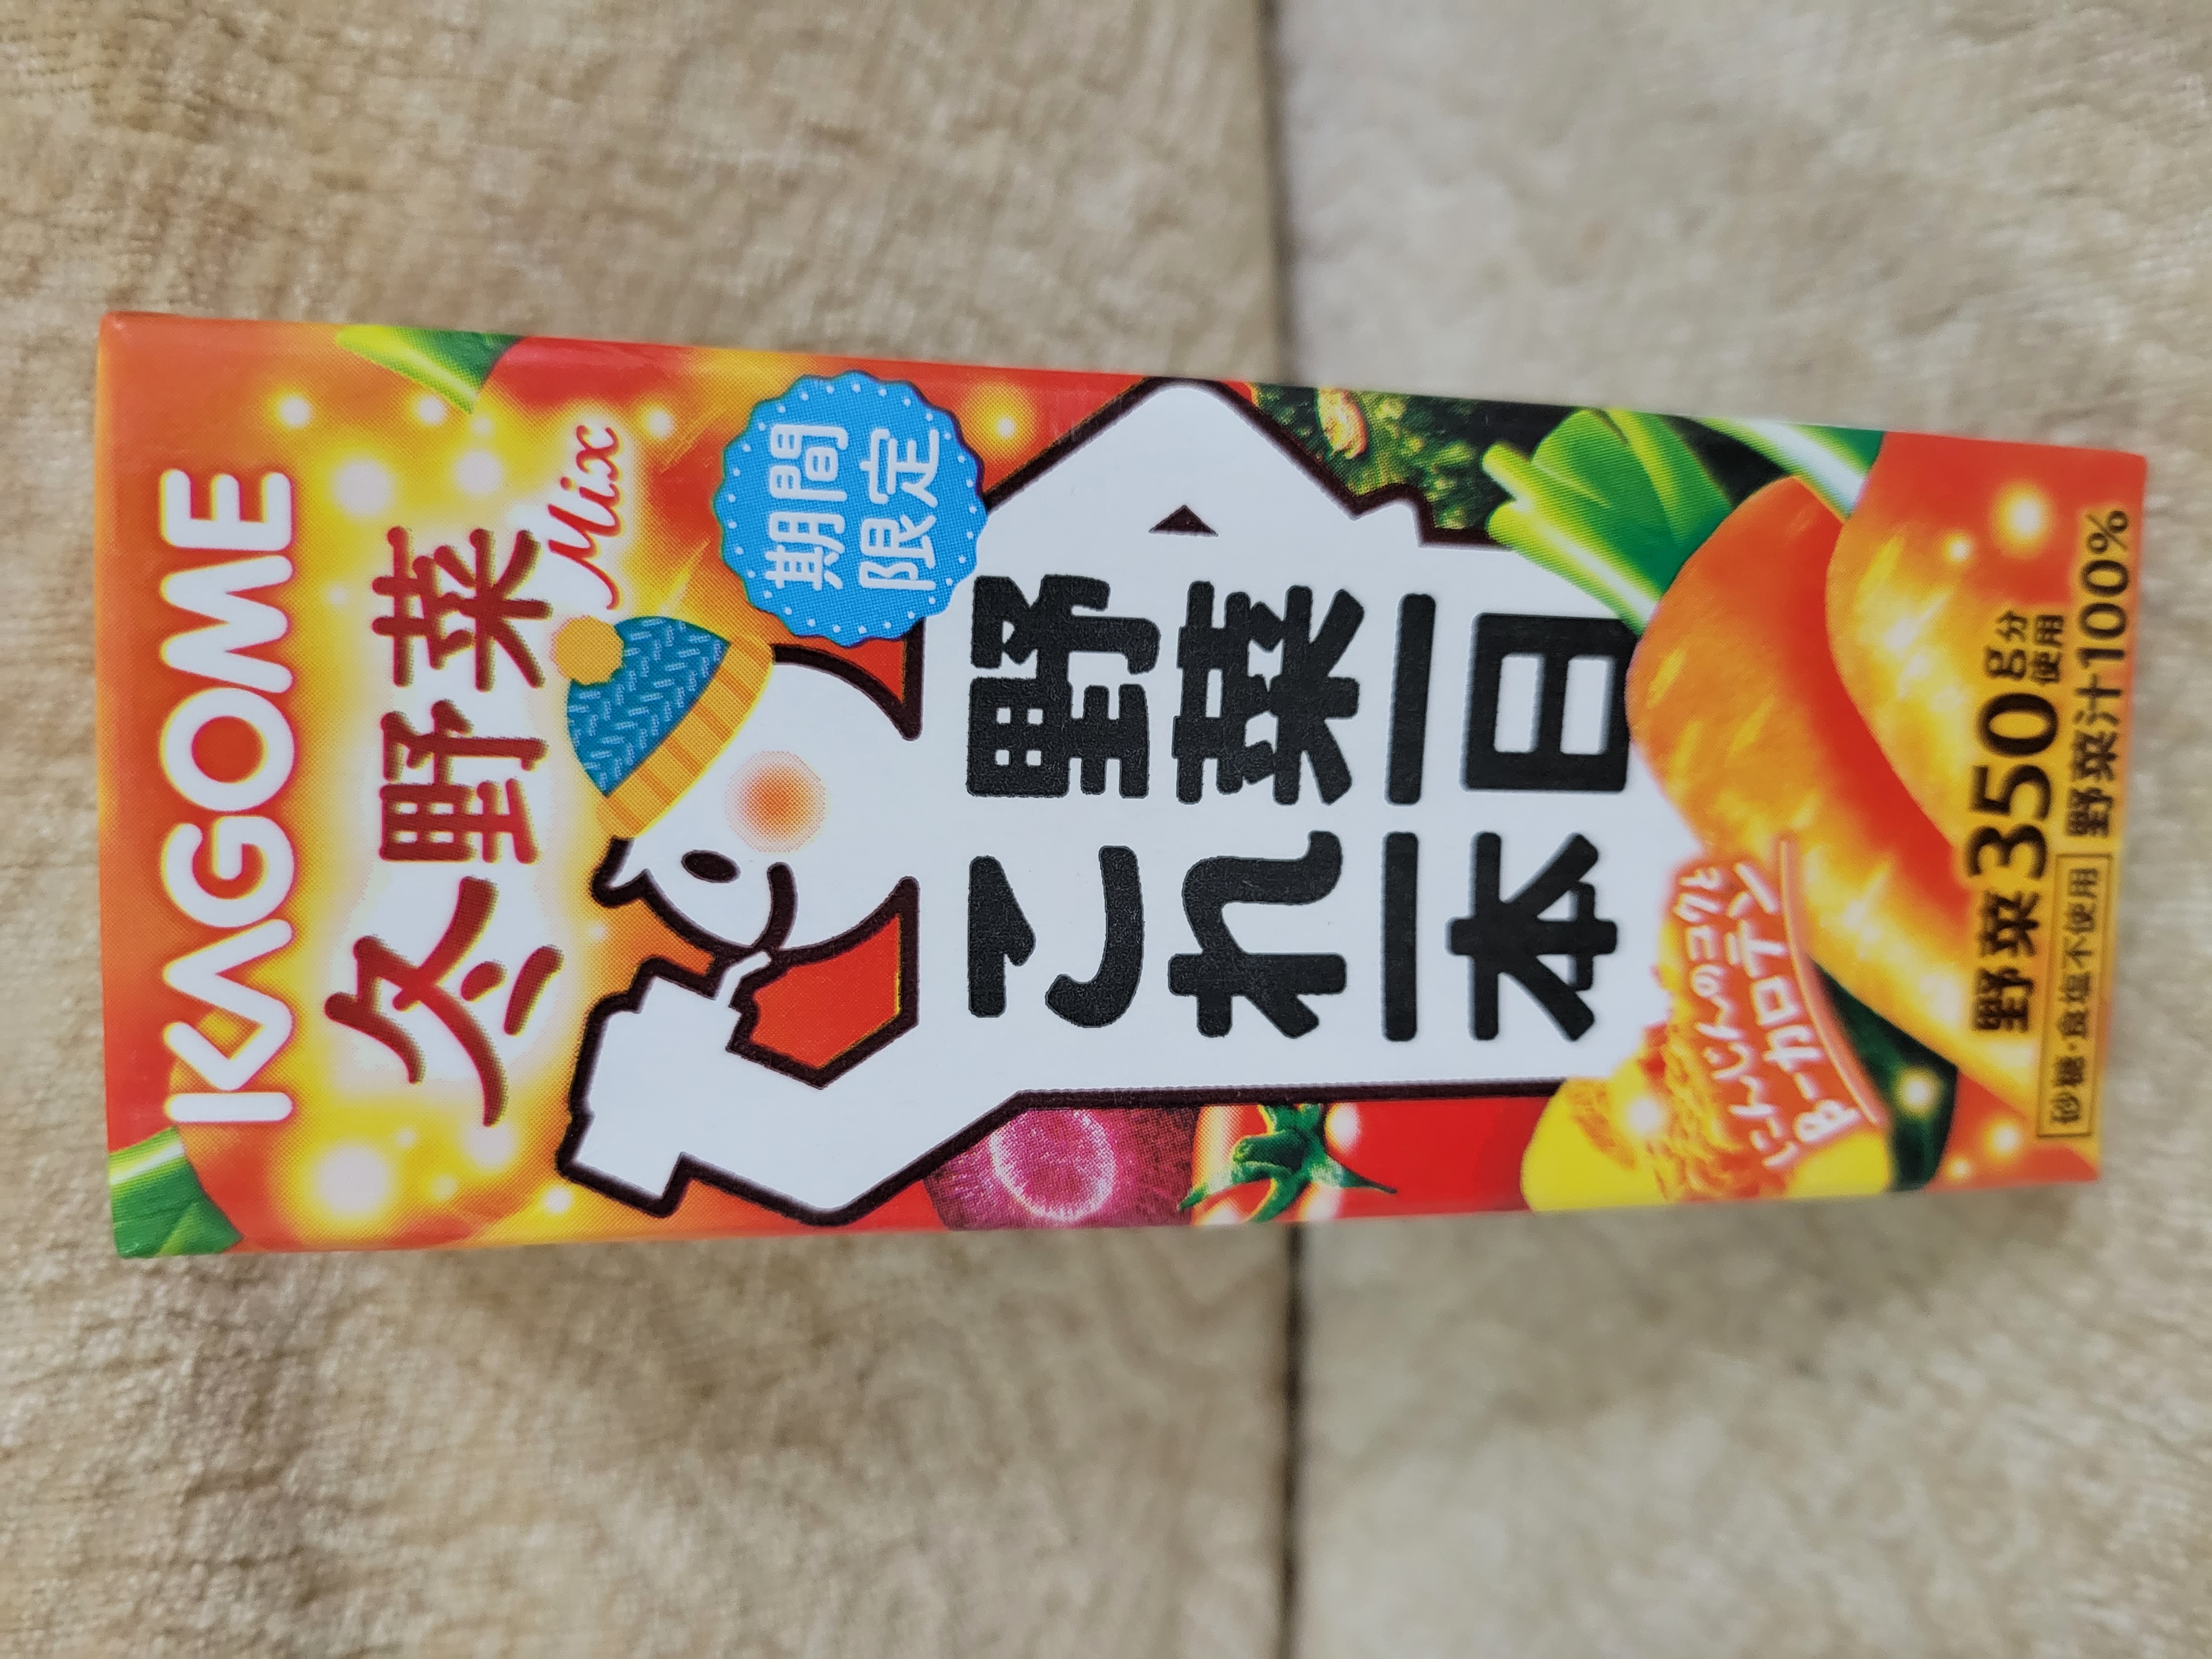 KAGOME
冬野菜
Mix
期間
限定
野菜一日
これ一本
にんじんのコクと
β-カロテン
野菜350g分使用
砂糖・食塩不使用 野菜汁100%